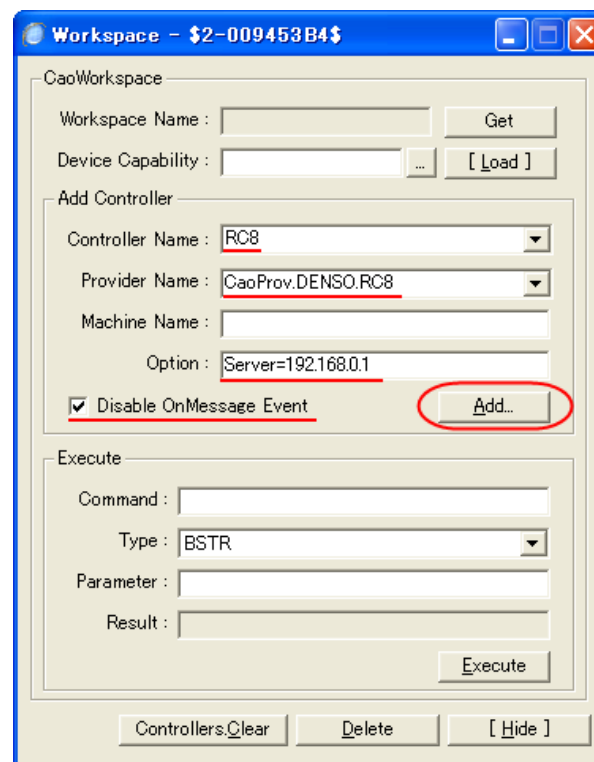 Workspace - $2-009453B4$
CaoWorkspace
Workspace Name : Get
Device Capability : ... [ Load ]
Add Controller
Controller Name : RC8
Provider Name : CaoProv.DENSO.RC8
Machine Name :
Option : Server=192.168.0.1
Disable OnMessage Event Add...
Execute
Command :
Type : BSTR
Parameter :
Result :
Execute
Controllers.Clear Delete [ Hide ]